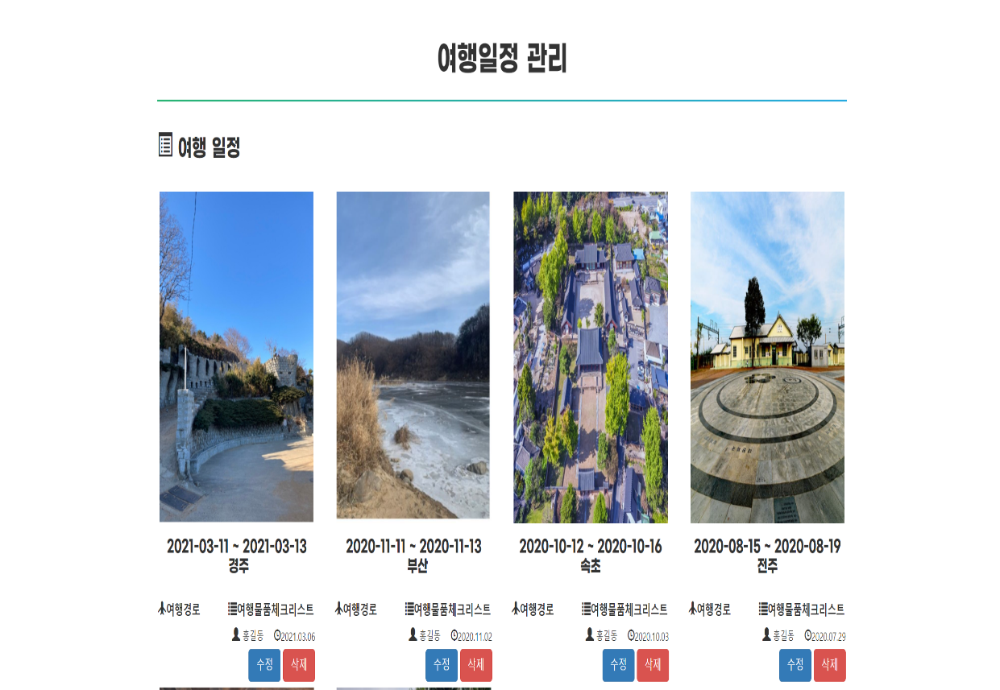 여행일정 관리
여행 일정
2021-03-11 ~ 2021-03-13
경주
여행경로 여행물품체크리스트
홍길동 2021.03.06
수정 삭제
2020-11-11 ~ 2020-11-13
부산
여행경로 여행물품체크리스트
홍길동 2020.11.02
수정 삭제
2020-10-12 ~ 2020-10-16
속초
여행경로 여행물품체크리스트
홍길동 2020.10.03
수정 삭제
2020-08-15 ~ 2020-08-19
전주
여행경로 여행물품체크리스트
홍길동 2020.07.29
수정 삭제